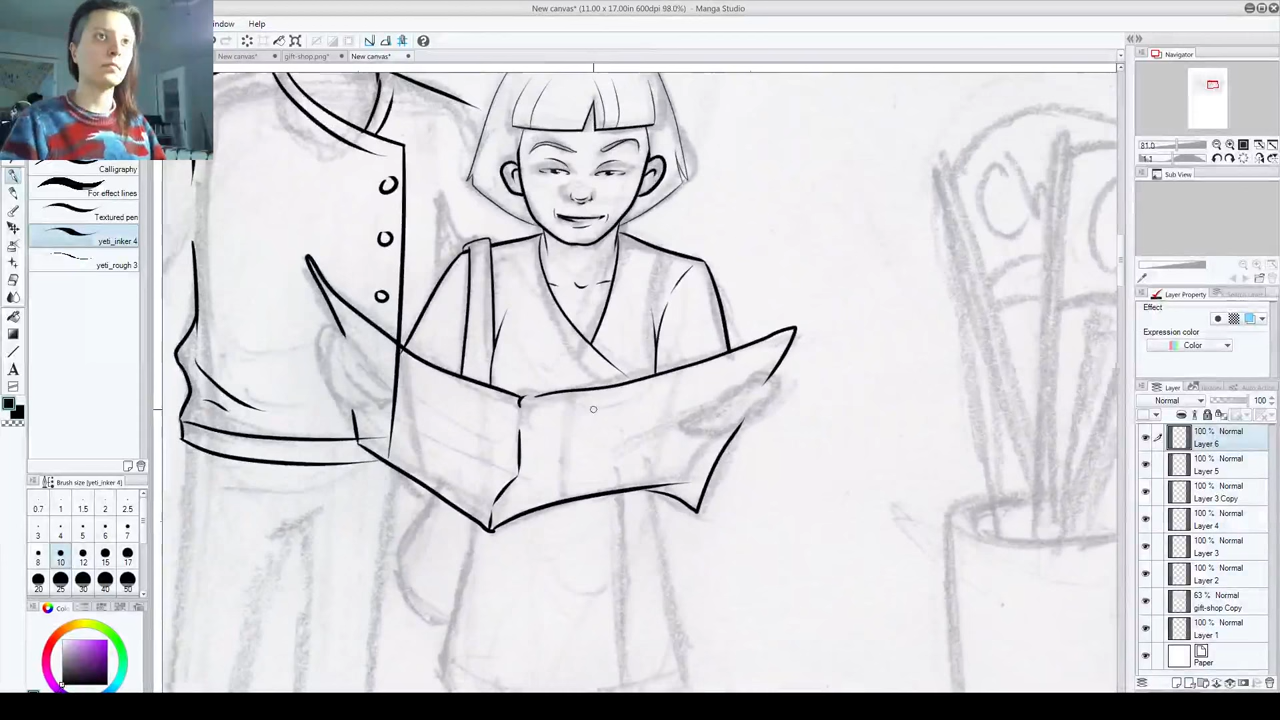 New canvas* (11.00 x 17.00in 600dpi 98.0%) - Manga Studio
indow Help
New canvas* gift-shop.png* New canvas*
Navigator
81.0
Sub View
Layer Property
Effect
Expression color
Color
Layer
Normal 100
100 % Normal
Layer 6
100 % Normal
Layer 5
100 % Normal
Layer 3 Copy
100 % Normal
Layer 4
100 % Normal
Layer 3
100 % Normal
Layer 2
63 % Normal
gift-shop Copy
100 % Normal
Layer 1
Paper
Calligraphy
For effect lines
Textured pen
yeti_inker 4
yeti_rough 3
Brush size [yeti_inker 4]
0.7 1 1.5 2 2.5
3 4 5 6 7
8 10 12 15 17
20 25 30 40 50